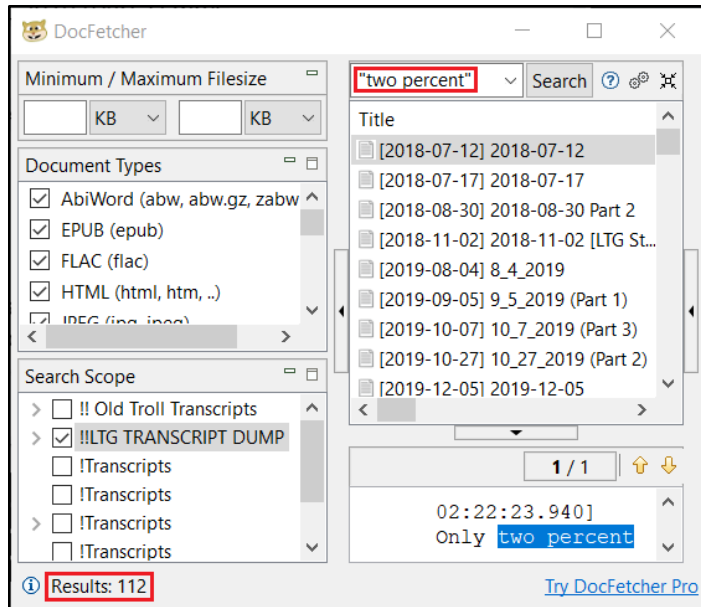 DocFetcher
Minimum / Maximum Filesize
KB KB
Document Types
AbiWord (abw, abw.gz, zabw
EPUB (epub)
FLAC (flac)
HTML (html, htm, ..)
JPEG (jpg, jpeg)
Search Scope
!! Old Troll Transcripts
!!LTG TRANSCRIPT DUMP
!Transcripts
!Transcripts
!Transcripts
!Transcripts
"two percent" Search
Title
[2018-07-12] 2018-07-12
[2018-07-17] 2018-07-17
[2018-08-30] 2018-08-30 Part 2
[2018-11-02] 2018-11-02 [LTG St...
[2019-08-04] 8_4_2019
[2019-09-05] 9_5_2019 (Part 1)
[2019-10-07] 10_7_2019 (Part 3)
[2019-10-27] 10_27_2019 (Part 2)
[2019-12-05] 2019-12-05
1 / 1
02:22:23.940]
Only two percent
Results: 112
Try DocFetcher Pro